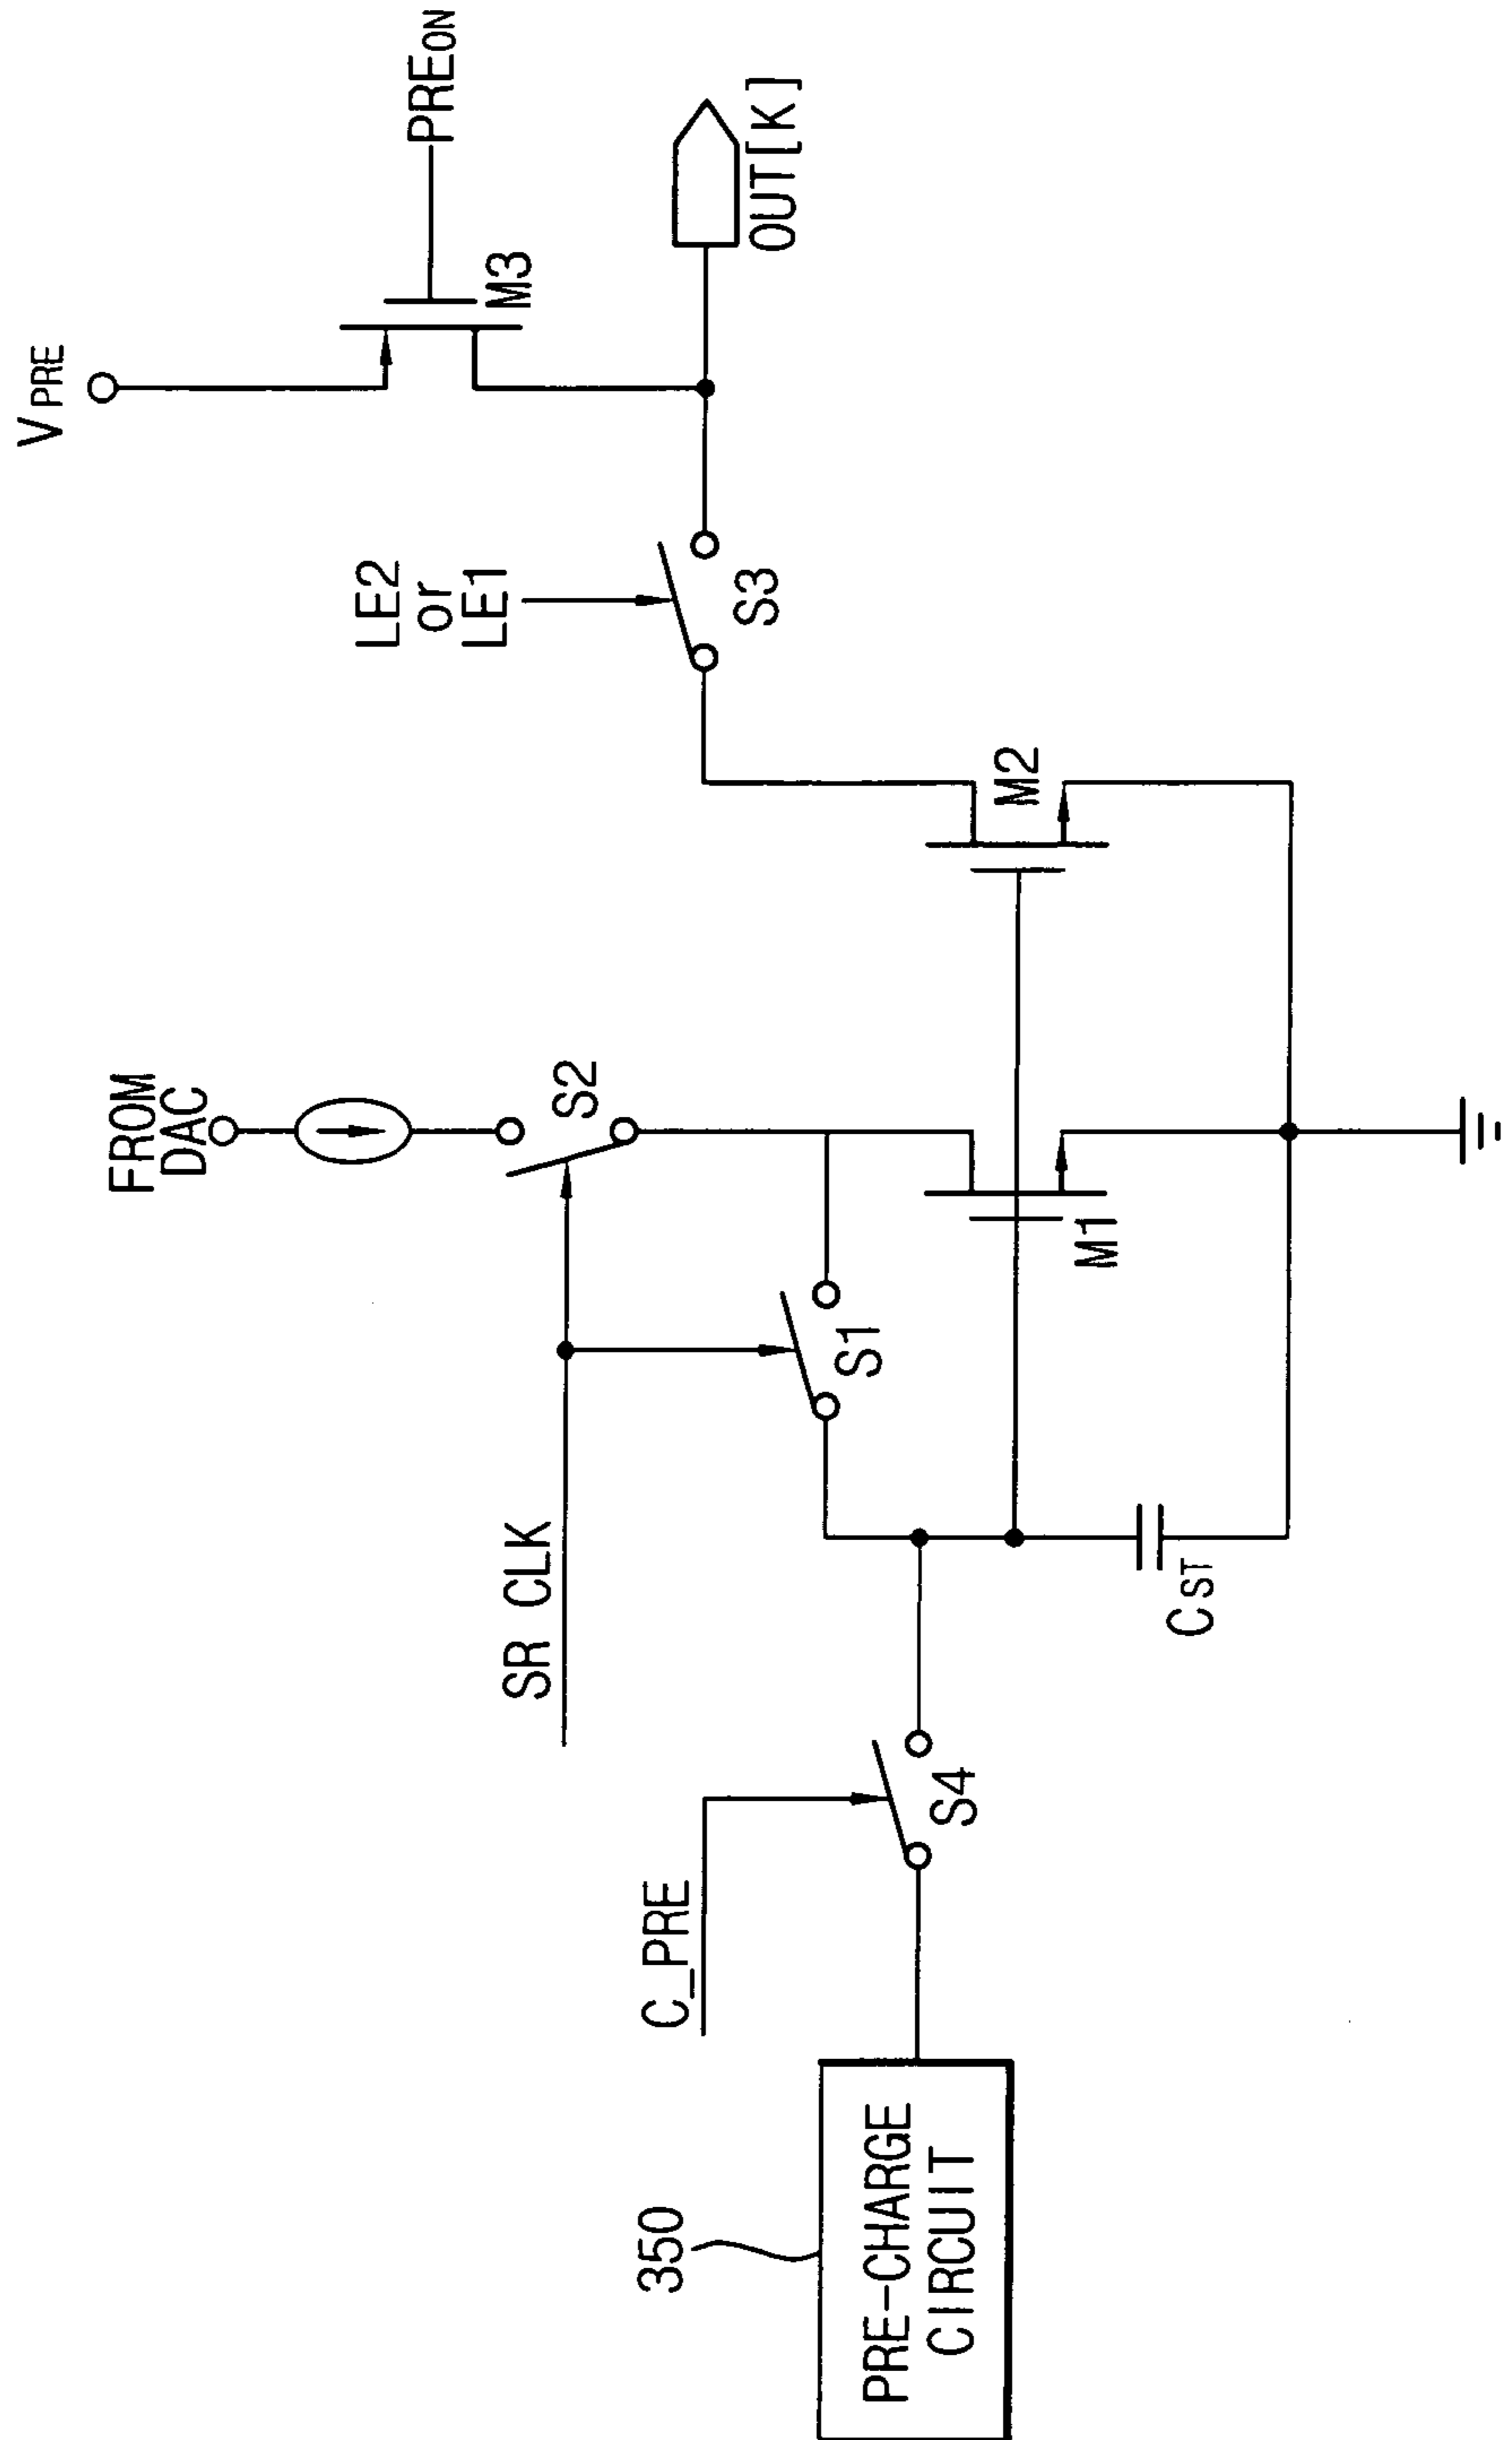 350
PRE-CHARGE
CIRCUIT
C_PRE
S4
SR CLK
CST
S1
M1
FROM
DAC
S2
M2
LE2
or
LE1
S3
VPRE
M3
PREON
OUT[K]